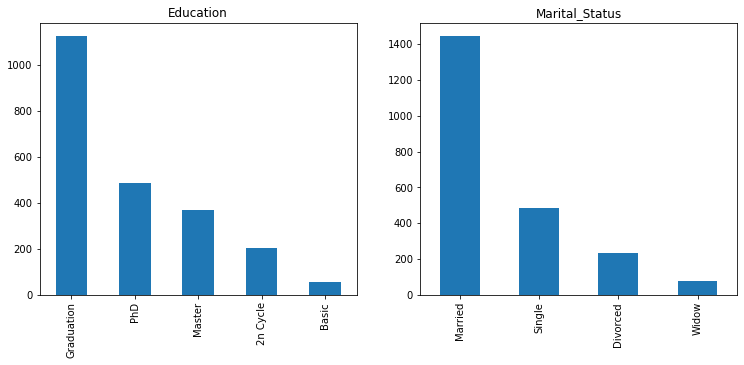 Education
1000
800
600
400
200
0
Graduation
PhD
Master
2n Cycle
Basic
Marital_Status
1400
1200
1000
800
600
400
200
0
Married
Single
Divorced
Widow